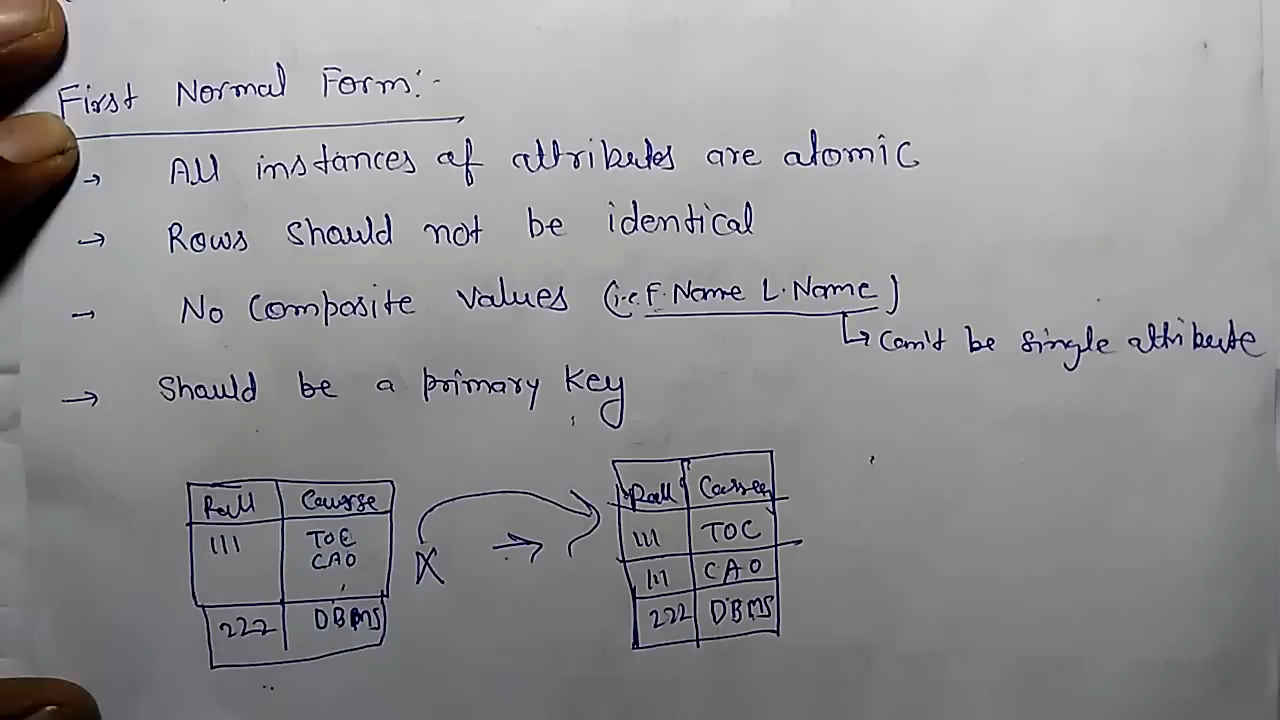 First Normal Form:-
→ All instances of attributes are atomic
→ Rows should not be identical
→ No composite values (i.e F.Name L.Name)
↳ can't be single attribute
→ Should be a primary key
Roll Course
111 TOC
CAO
222 DBMS
X →
Roll Course
111 TOC
111 CAO
222 DBMS